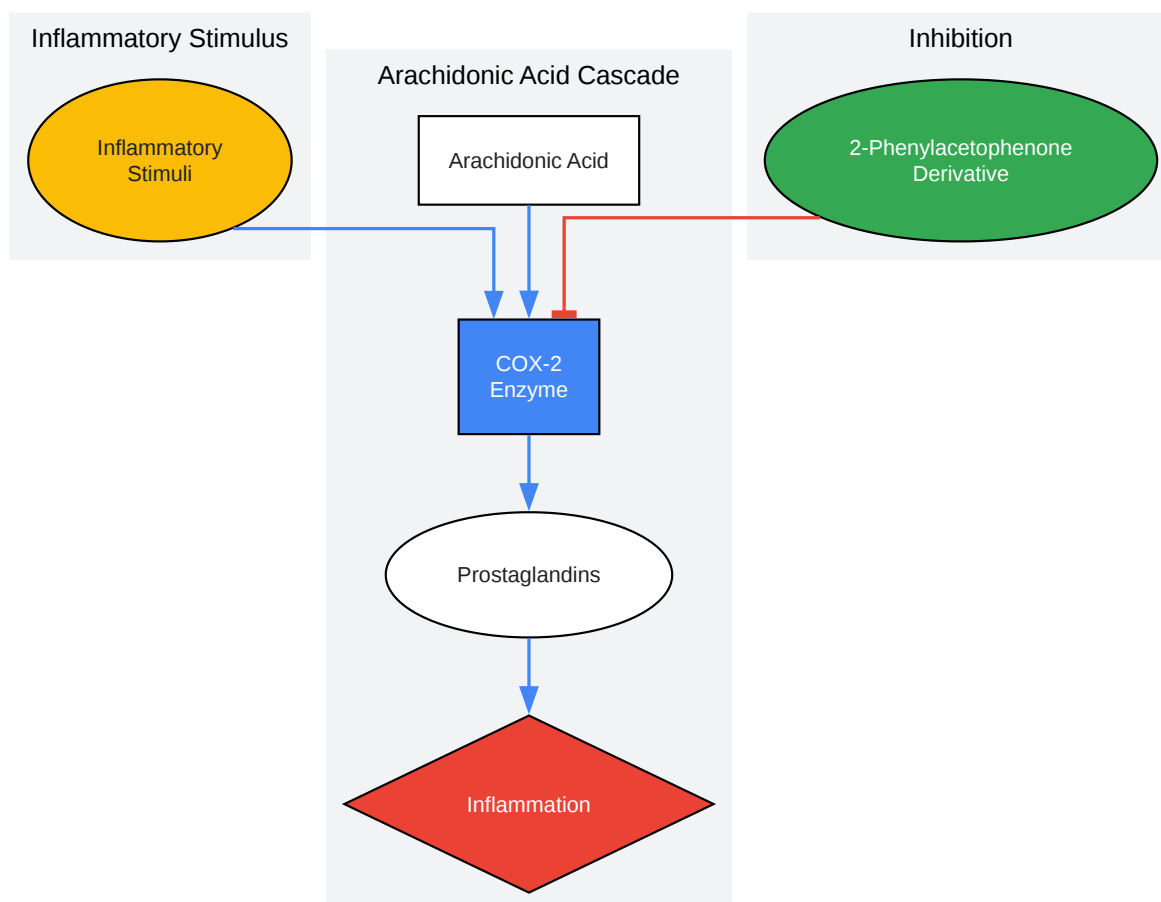 Inflammatory Stimulus
Inflammatory
Stimuli
Arachidonic Acid Cascade
Arachidonic Acid
COX-2
Enzyme
Prostaglandins
Inflammation
Inhibition
2-Phenylacetophenone
Derivative